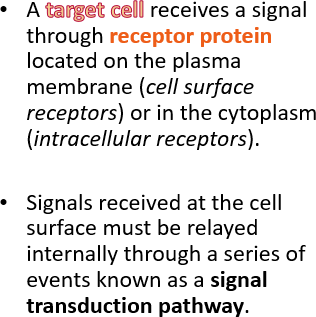 • A target cell receives a signal
through receptor protein
located on the plasma
membrane (cell surface
receptors) or in the cytoplasm
(intracellular receptors).
• Signals received at the cell
surface must be relayed
internally through a series of
events known as a signal
transduction pathway.